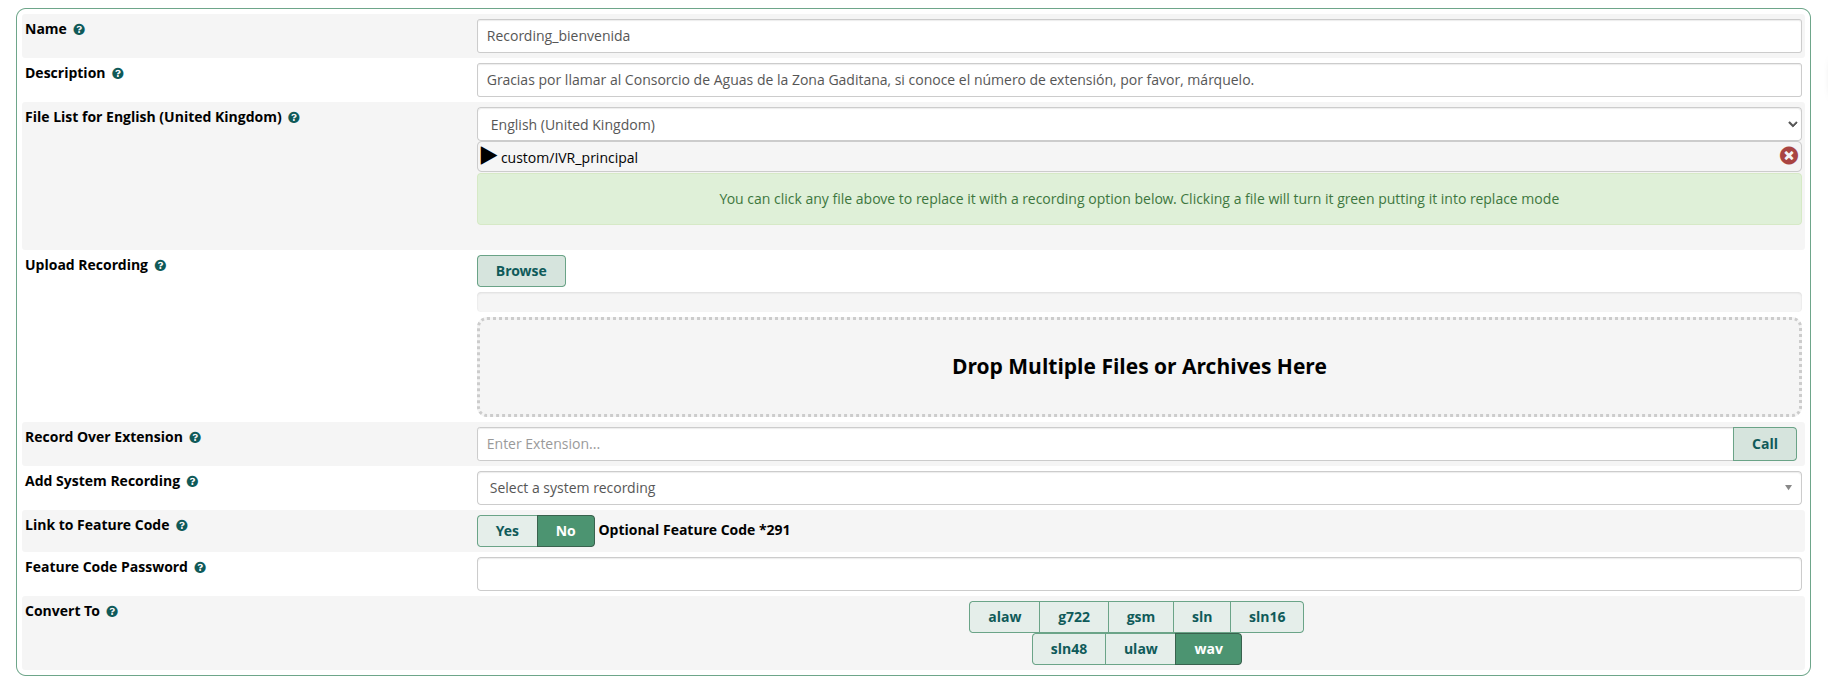 Name
Recording_bienvenida
Description
Gracias por llamar al Consorcio de Aguas de la Zona Gaditana, si conoce el número de extensión, por favor, márquelo.
File List for English (United Kingdom)
English (United Kingdom)
custom/IVR_principal
You can click any file above to replace it with a recording option below. Clicking a file will turn it green putting it into replace mode
Upload Recording
Browse
Drop Multiple Files or Archives Here
Record Over Extension
Enter Extension...
Call
Add System Recording
Select a system recording
Link to Feature Code
Yes No Optional Feature Code *291
Feature Code Password
Convert To
alaw g722 gsm sln sln16
sln48 ulaw wav